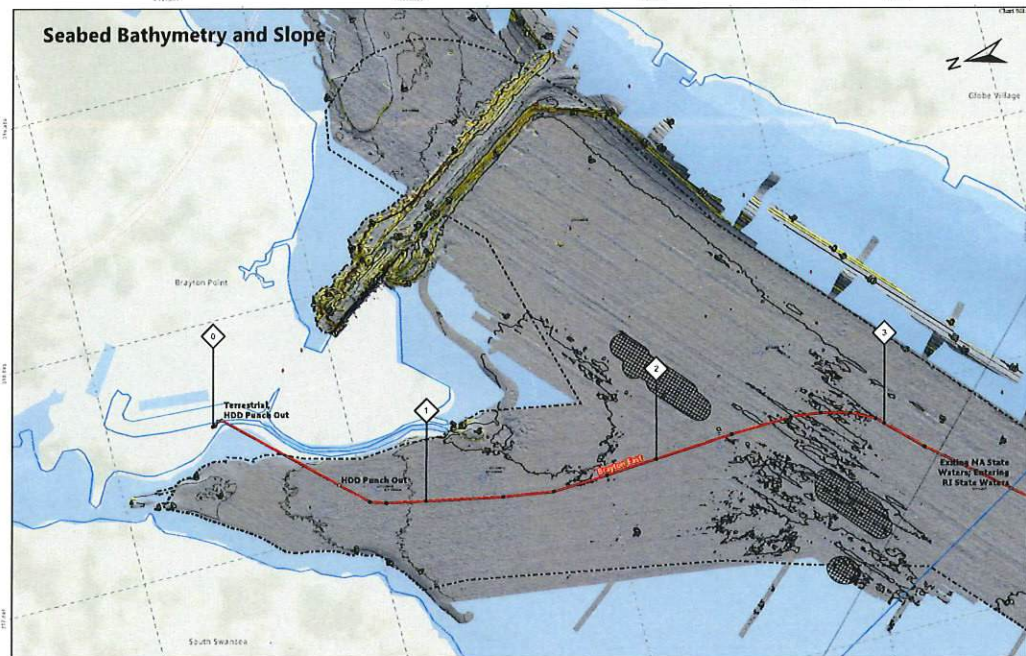 Seabed Bathymetry and Slope
N
Globe Village
Brayton Point
0
Terrestrial
HDD Punch Out
1
2
3
HDD Punch Out
Brayton East
Exiting MA State
Waters; Entering
RI State Waters
South Swansea